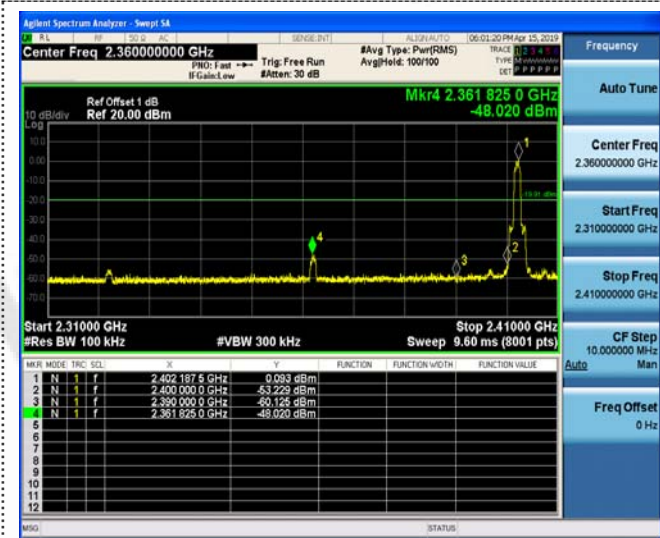 Agilent Spectrum Analyzer - Swept SA
RL RF 50 Ω AC SENSE:INT ALIGNAUTO 06:01:20 PM Apr 15, 2019
Center Freq 2.360000000 GHz #Avg Type: Pwr(RMS) TRACE 1 2 3 4 5 6
PNO: Fast Trig: Free Run Avg|Hold: 100/100 TYPE
IFGain:Low #Atten: 30 dB DET P P P P P P
Ref Offset 1 dB Mkr4 2.361 825 0 GHz
10 dB/div Ref 20.00 dBm -48.020 dBm
Log
10.0
0.00
-10.0
-20.0
-30.0
-40.0
-50.0
-60.0
-70.0
1
2
3
4
-19.91 dBm
Start 2.31000 GHz Stop 2.41000 GHz
#Res BW 100 kHz #VBW 300 kHz Sweep 9.60 ms (8001 pts)
MKR MODE TRC SCL X Y FUNCTION FUNCTION WIDTH FUNCTION VALUE
1 N 1 f 2.402 187 5 GHz 0.093 dBm
2 N 1 f 2.400 000 0 GHz -53.229 dBm
3 N 1 f 2.390 000 0 GHz -60.125 dBm
4 N 1 f 2.361 825 0 GHz -48.020 dBm
5
6
7
8
9
10
11
12
MSG STATUS
Frequency
Auto Tune
Center Freq
2.360000000 GHz
Start Freq
2.310000000 GHz
Stop Freq
2.410000000 GHz
CF Step
10.000000 MHz
Auto Man
Freq Offset
0 Hz